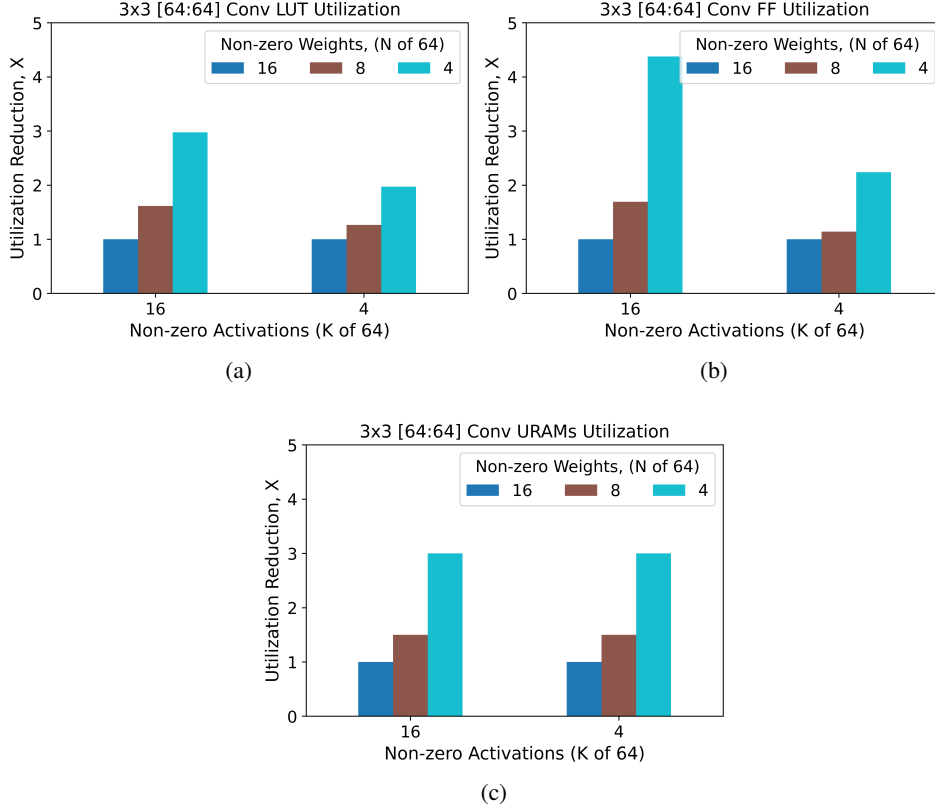 3x3 [64:64] Conv LUT Utilization
Utilization Reduction, X
5
4
3
2
1
0
Non-zero Weights, (N of 64)
16 8 4
16 4
Non-zero Activations (K of 64)
(a)
3x3 [64:64] Conv FF Utilization
Utilization Reduction, X
5
4
3
2
1
0
Non-zero Weights, (N of 64)
16 8 4
16 4
Non-zero Activations (K of 64)
(b)
3x3 [64:64] Conv URAMs Utilization
Utilization Reduction, X
5
4
3
2
1
0
Non-zero Weights, (N of 64)
16 8 4
16 4
Non-zero Activations (K of 64)
(c)